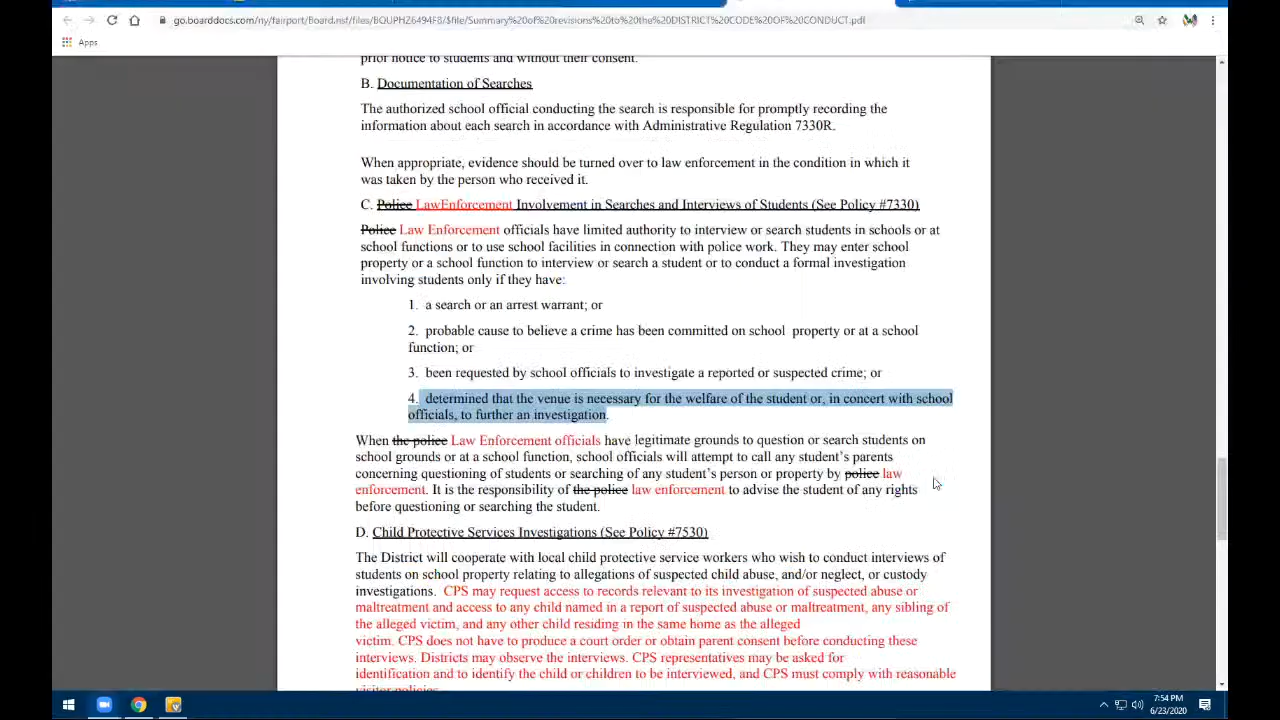 go.boarddocs.com/ny/fairport/Board.nsf/files/BQUPHZ6494F8/$file/Summary%20of%20revisions%20to%20the%20DISTRICT%20CODE%20OF%20CONDUCT.pdf
Apps
prior notice to students and without their consent.
B. Documentation of Searches
The authorized school official conducting the search is responsible for promptly recording the
information about each search in accordance with Administrative Regulation 7330R.
When appropriate, evidence should be turned over to law enforcement in the condition in which it
was taken by the person who received it.
C. Police LawEnforcement Involvement in Searches and Interviews of Students (See Policy #7330)
Police Law Enforcement officials have limited authority to interview or search students in schools or at
school functions or to use school facilities in connection with police work. They may enter school
property or a school function to interview or search a student or to conduct a formal investigation
involving students only if they have:
1. a search or an arrest warrant; or
2. probable cause to believe a crime has been committed on school property or at a school
function; or
3. been requested by school officials to investigate a reported or suspected crime; or
4. determined that the venue is necessary for the welfare of the student or, in concert with school
officials, to further an investigation.
When the police Law Enforcement officials have legitimate grounds to question or search students on
school grounds or at a school function, school officials will attempt to call any student's parents
concerning questioning of students or searching of any student's person or property by police law
enforcement. It is the responsibility of the police law enforcement to advise the student of any rights
before questioning or searching the student.
D. Child Protective Services Investigations (See Policy #7530)
The District will cooperate with local child protective service workers who wish to conduct interviews of
students on school property relating to allegations of suspected child abuse, and/or neglect, or custody
investigations. CPS may request access to records relevant to its investigation of suspected abuse or
maltreatment and access to any child named in a report of suspected abuse or maltreatment, any sibling of
the alleged victim, and any other child residing in the same home as the alleged
victim. CPS does not have to produce a court order or obtain parent consent before conducting these
interviews. Districts may observe the interviews. CPS representatives may be asked for
identification and to identify the child or children to be interviewed, and CPS must comply with reasonable
visitor policies.
7:54 PM
6/23/2020